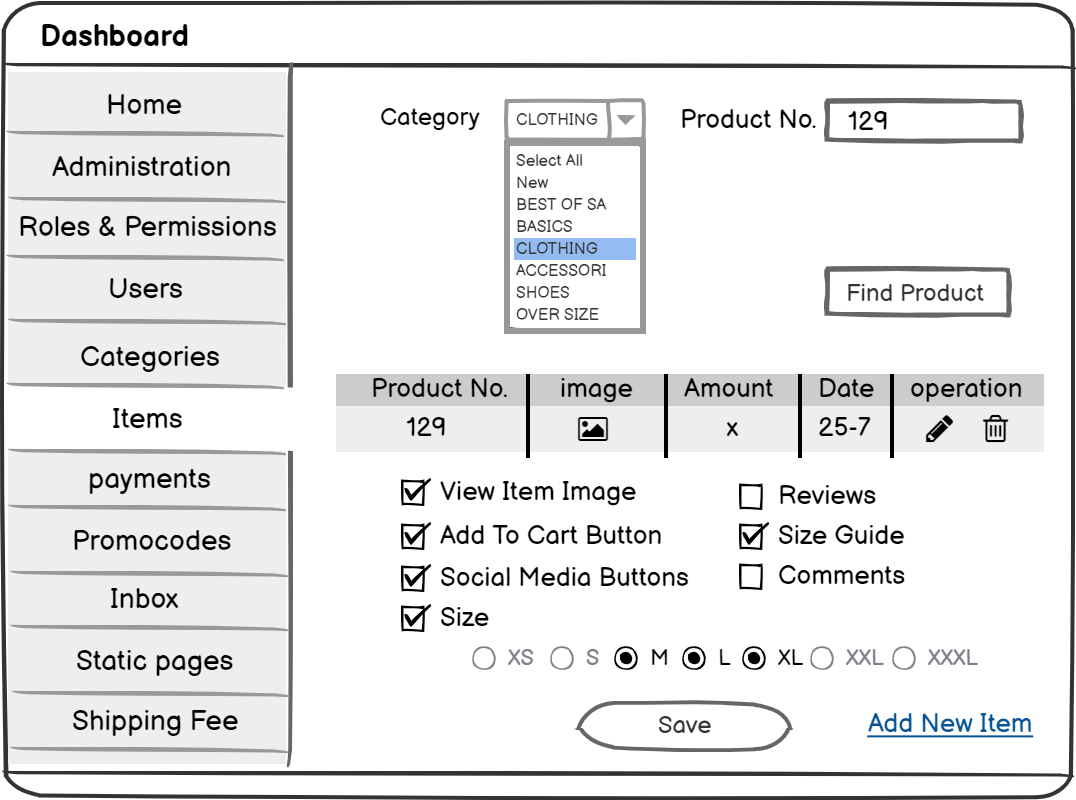 Dashboard
Home
Administration
Roles & Permissions
Users
Categories
Items
payments
Promocodes
Inbox
Static pages
Shipping Fee
Category CLOTHING Product No. 129
Select All
New
BEST OF SA
BASICS
CLOTHING
ACCESSORI
SHOES
OVER SIZE
Find Product
Product No. image Amount Date operation
129 x 25-7
View Item Image Reviews
Add To Cart Button Size Guide
Social Media Buttons Comments
Size
XS S M L XL XXL XXXL
Save Add New Item